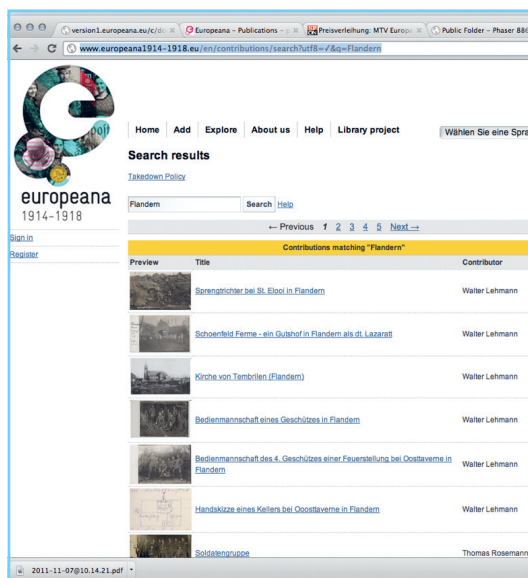 version1.europeana.eu/c/do
Europeana – Publications – p
Preisverleihung: MTV Europ
Public Folder – Phaser 886
www.europeana1914-1918.eu/en/contributions/search?utf8=✓&q=Flandern
Home Add Explore About us Help Library project
Wählen Sie eine Spra
Search results
Takedown Policy
europeana
1914-1918
Flandern Search Help
← Previous 1 2 3 4 5 Next →
Sign in
Register
Contributions matching "Flandern"
Preview Title Contributor
Sprengtrichter bei St. Elooi in Flandern Walter Lehmann
Schoenfeld Ferme - ein Gutshof in Flandern als dt. Lazaratt Walter Lehmann
Kirche von Tembrilen (Flandern) Walter Lehmann
Bedienmannschaft eines Geschützes in Flandern Walter Lehmann
Bedienmannschaft des 4. Geschützes einer Feuerstellung bei Oosttaverne in Walter Lehmann
Flandern
Handskizze eines Kellers bei Ooosttaverne in Flandern Walter Lehmann
Soldatengruppe Thomas Rosemann
2011-11-07@10.14.21.pdf